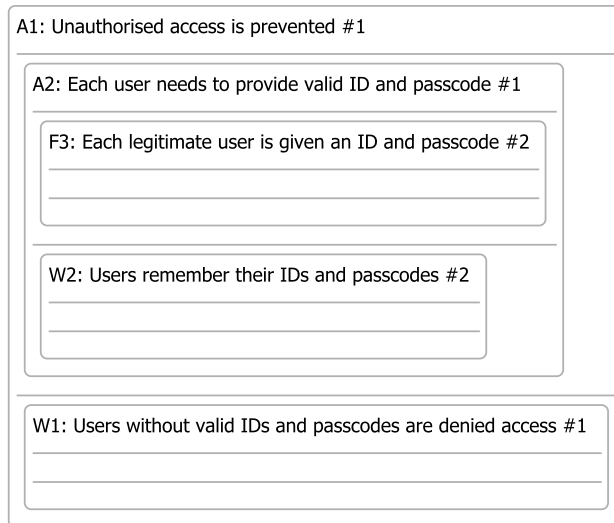 A1: Unauthorised access is prevented #1
A2: Each user needs to provide valid ID and passcode #1
F3: Each legitimate user is given an ID and passcode #2
W2: Users remember their IDs and passcodes #2
W1: Users without valid IDs and passcodes are denied access #1